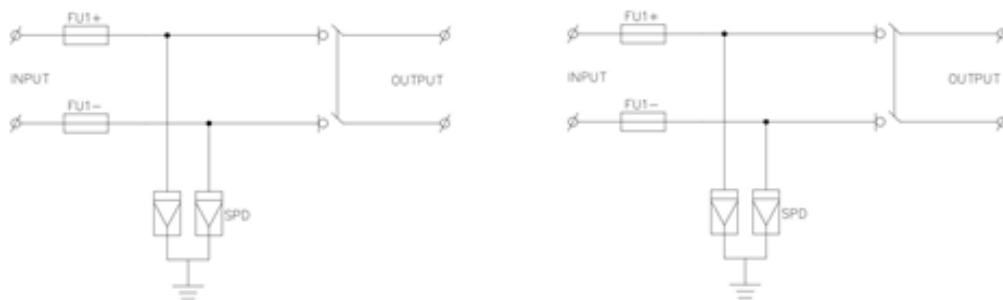 FU1+
INPUT
OUTPUT
FU1-
SPD
FU1+
INPUT
OUTPUT
FU1-
SPD